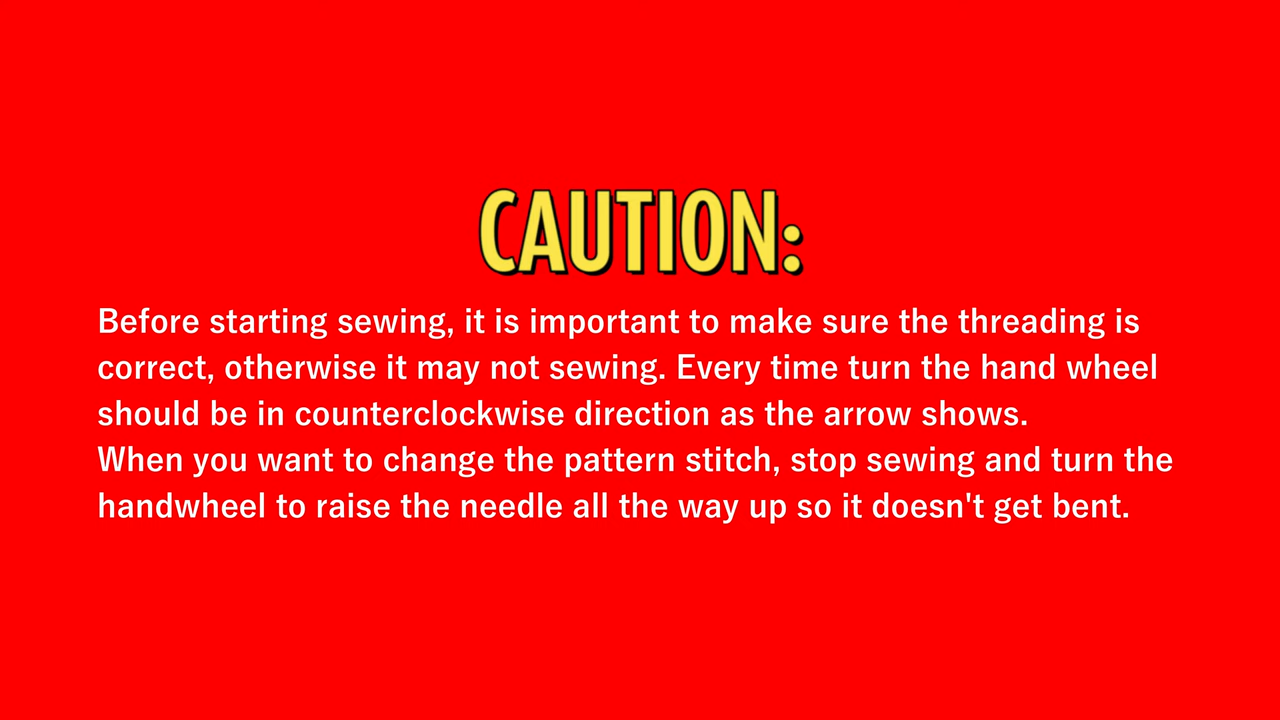 CAUTION:
Before starting sewing, it is important to make sure the threading is
correct, otherwise it may not sewing. Every time turn the hand wheel
should be in counterclockwise direction as the arrow shows.
When you want to change the pattern stitch, stop sewing and turn the
handwheel to raise the needle all the way up so it doesn't get bent.